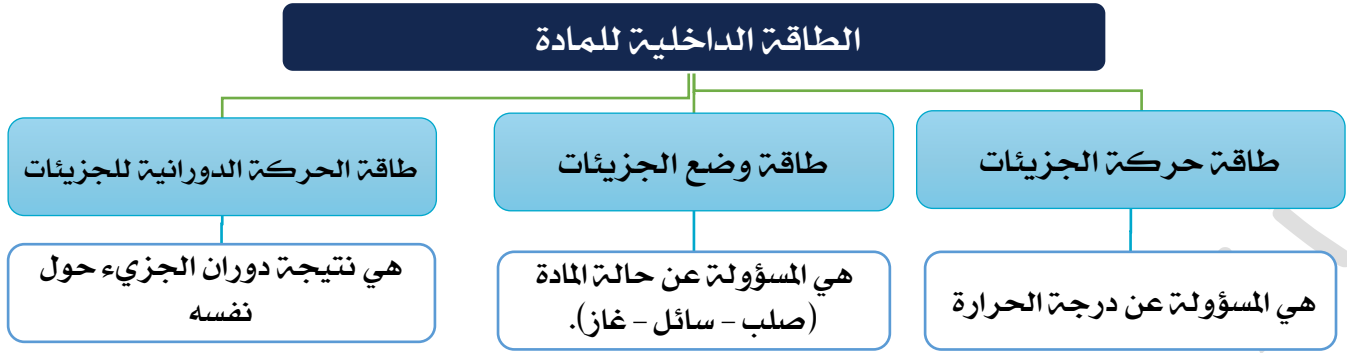 الطاقة الداخلية للمادة
طاقة حركة الجزيئات
طاقة وضع الجزيئات
طاقة الحركة الدورانية للجزيئات
هي المسؤولة عن درجة الحرارة
هي المسؤولة عن حالة المادة
(صلب – سائل – غاز).
هي نتيجة دوران الجزيء حول
نفسه